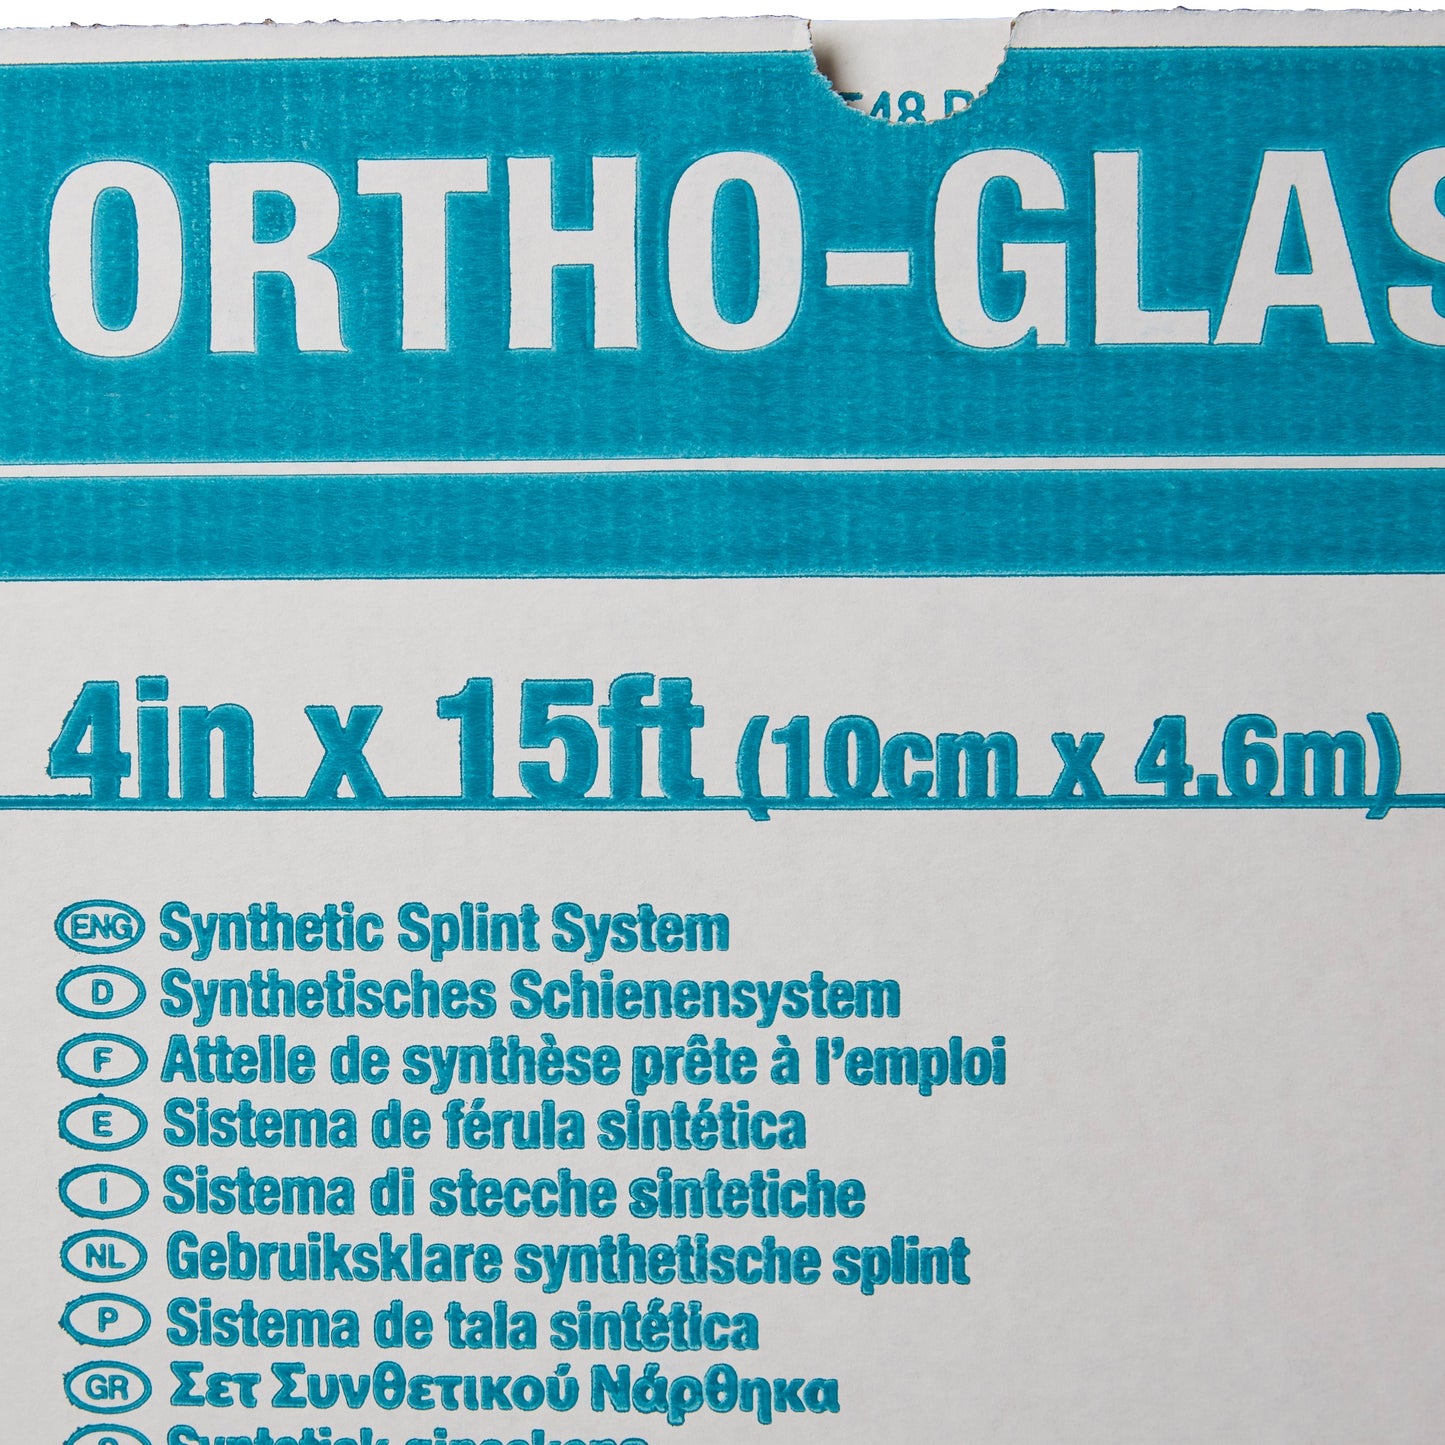 ORTHO-GLAS
4in x 15ft (10cm x 4.6m)
ENG Synthetic Splint System
D Synthetisches Schienensystem
F Attelle de synthèse prête à l'emploi
E Sistema de férula sintética
I Sistema di stecche sintetiche
NL Gebruiksklare synthetische splint
P Sistema de tala sintética
GR Σετ Συνθετικού Νάρθηκα